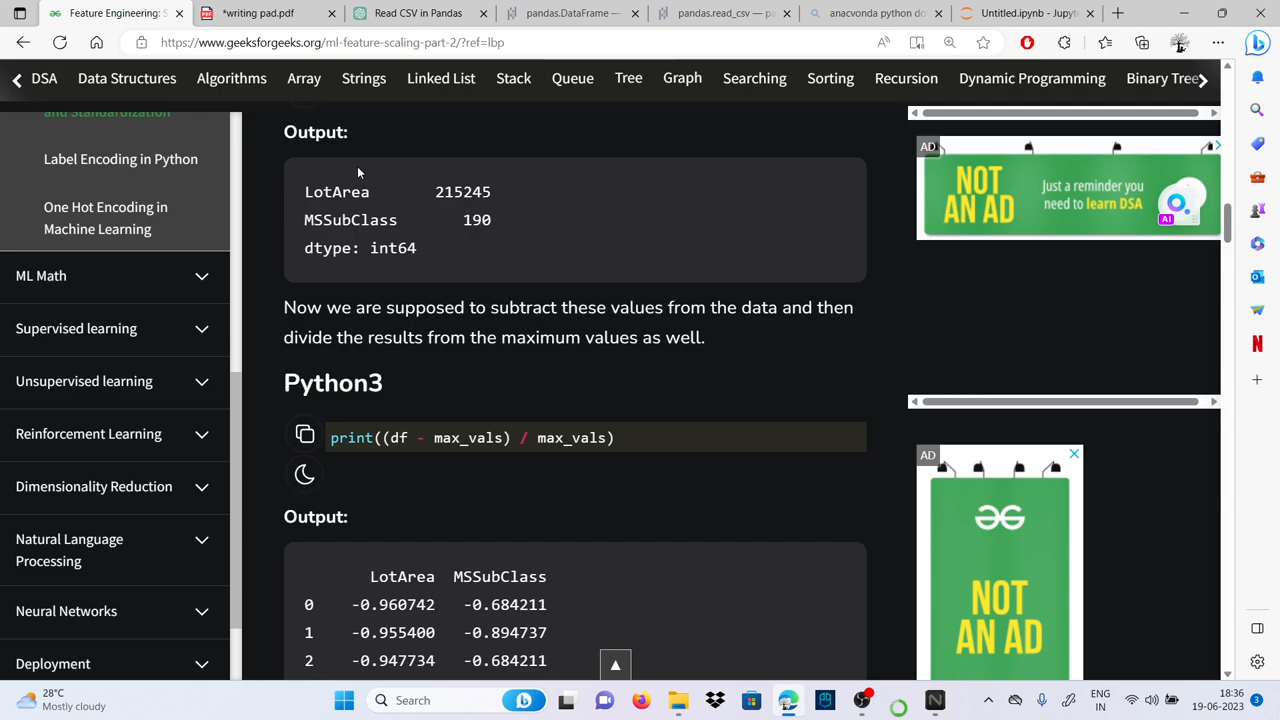 Feature Engineering: S
*writing pad.pdf
Read CSV in Pandas
pandas.DataFrame —
pandas.read_csv — pa
anacvonda python do
Untitled.ipynb - Jupyt
https://www.geeksforgeeks.org/ml-feature-scaling-part-2/?ref=lbp
DSA Data Structures Algorithms Array Strings Linked List Stack Queue Tree Graph Searching Sorting Recursion Dynamic Programming Binary Tree
and Standardization
Label Encoding in Python
One Hot Encoding in
Machine Learning
ML Math
Supervised learning
Unsupervised learning
Reinforcement Learning
Dimensionality Reduction
Natural Language
Processing
Neural Networks
Deployment
Output:
LotArea 215245
MSSubClass 190
dtype: int64
Now we are supposed to subtract these values from the data and then
divide the results from the maximum values as well.
Python3
print((df - max_vals) / max_vals)
Output:
LotArea MSSubClass
0 -0.960742 -0.684211
1 -0.955400 -0.894737
2 -0.947734 -0.684211
AD
NOT
AN AD
Just a reminder you
need to learn DSA
AI
AD
NOT
AN AD
28°C
Mostly cloudy
Search
ENG
IN
18:36
19-06-2023
3